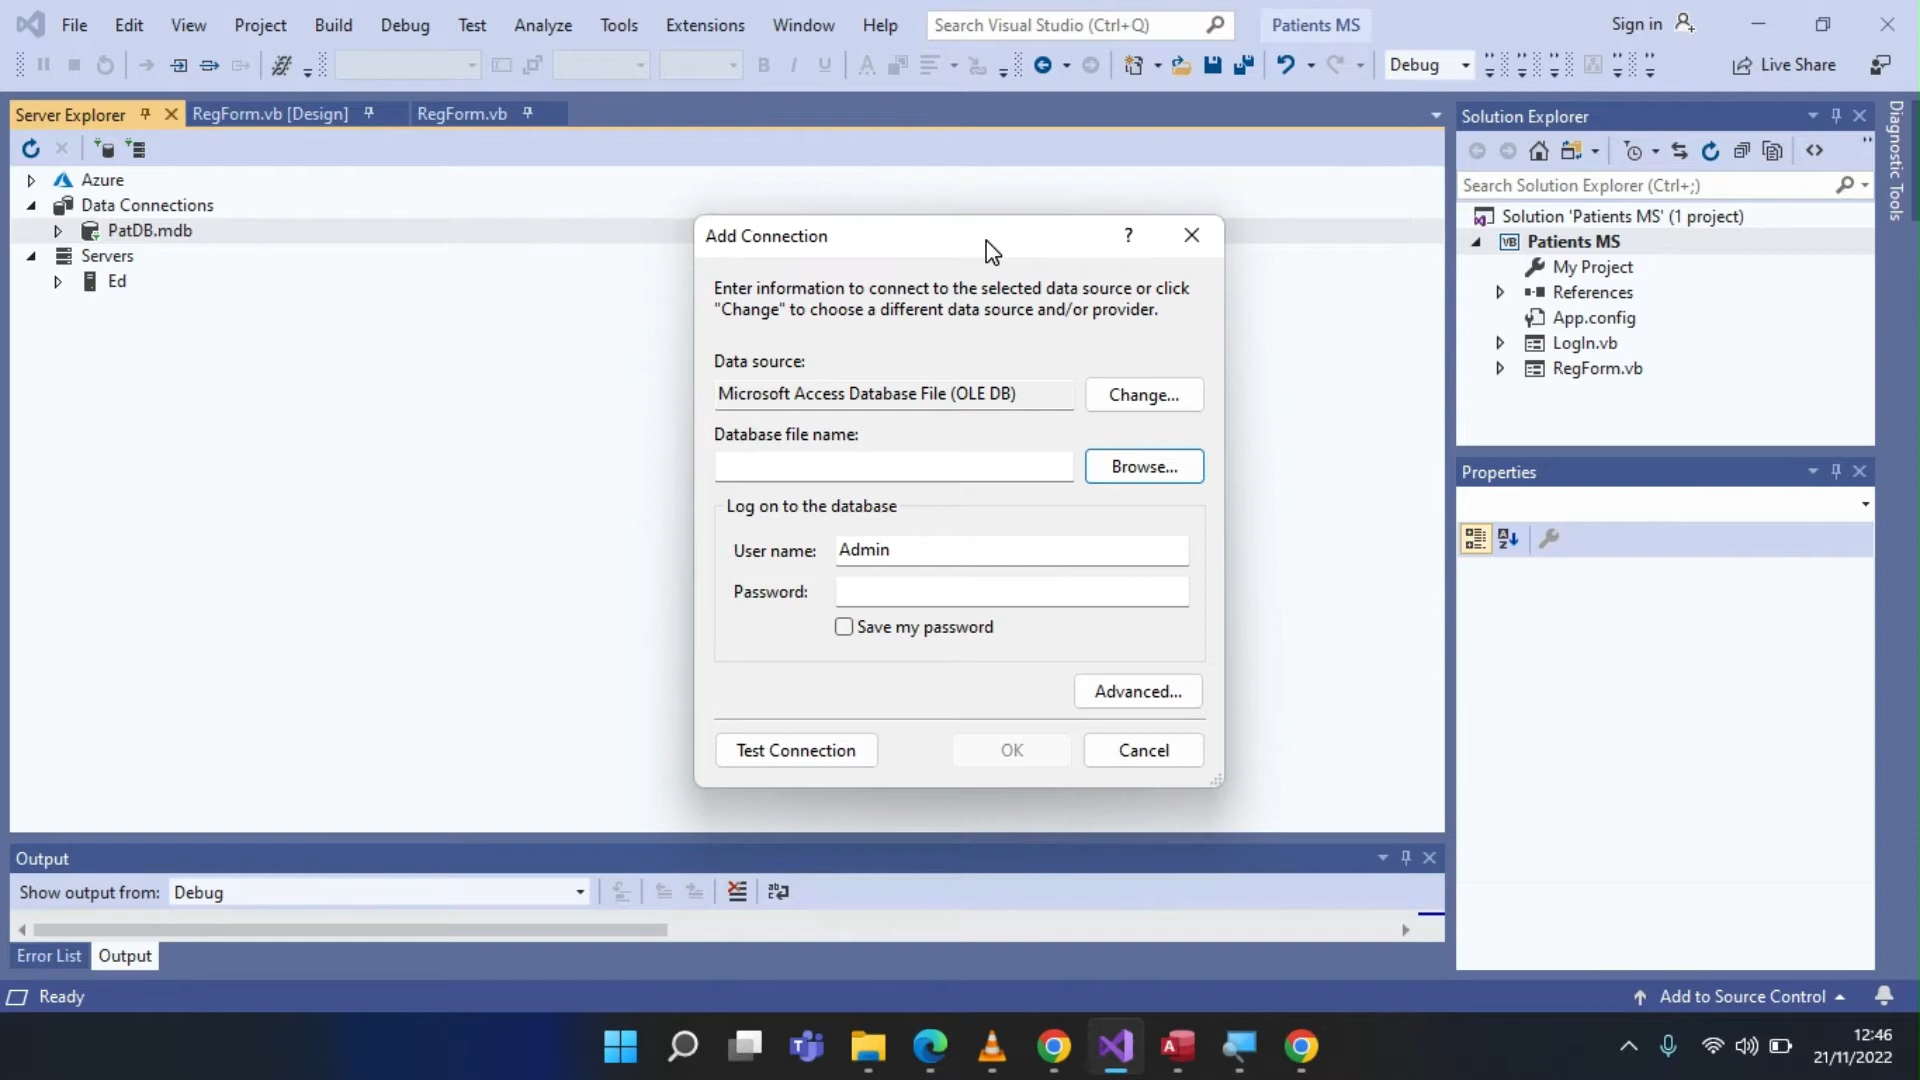 File Edit View Project Build Debug Test Analyze Tools Extensions Window Help Search Visual Studio (Ctrl+Q) Patients MS Sign in
B I U A Debug Live Share
Server Explorer RegForm.vb [Design] RegForm.vb
Azure
Data Connections
PatDB.mdb
Servers
Ed
Add Connection ?
Enter information to connect to the selected data source or click
"Change" to choose a different data source and/or provider.
Data source:
Microsoft Access Database File (OLE DB) Change...
Database file name:
Browse...
Log on to the database
User name: Admin
Password:
Save my password
Advanced...
Test Connection OK Cancel
Solution Explorer
Search Solution Explorer (Ctrl+;)
Solution 'Patients MS' (1 project)
VB Patients MS
My Project
References
App.config
LogIn.vb
RegForm.vb
Properties
Diagnostic Tools
Output
Show output from: Debug
Error List Output
Ready Add to Source Control
12:46
21/11/2022